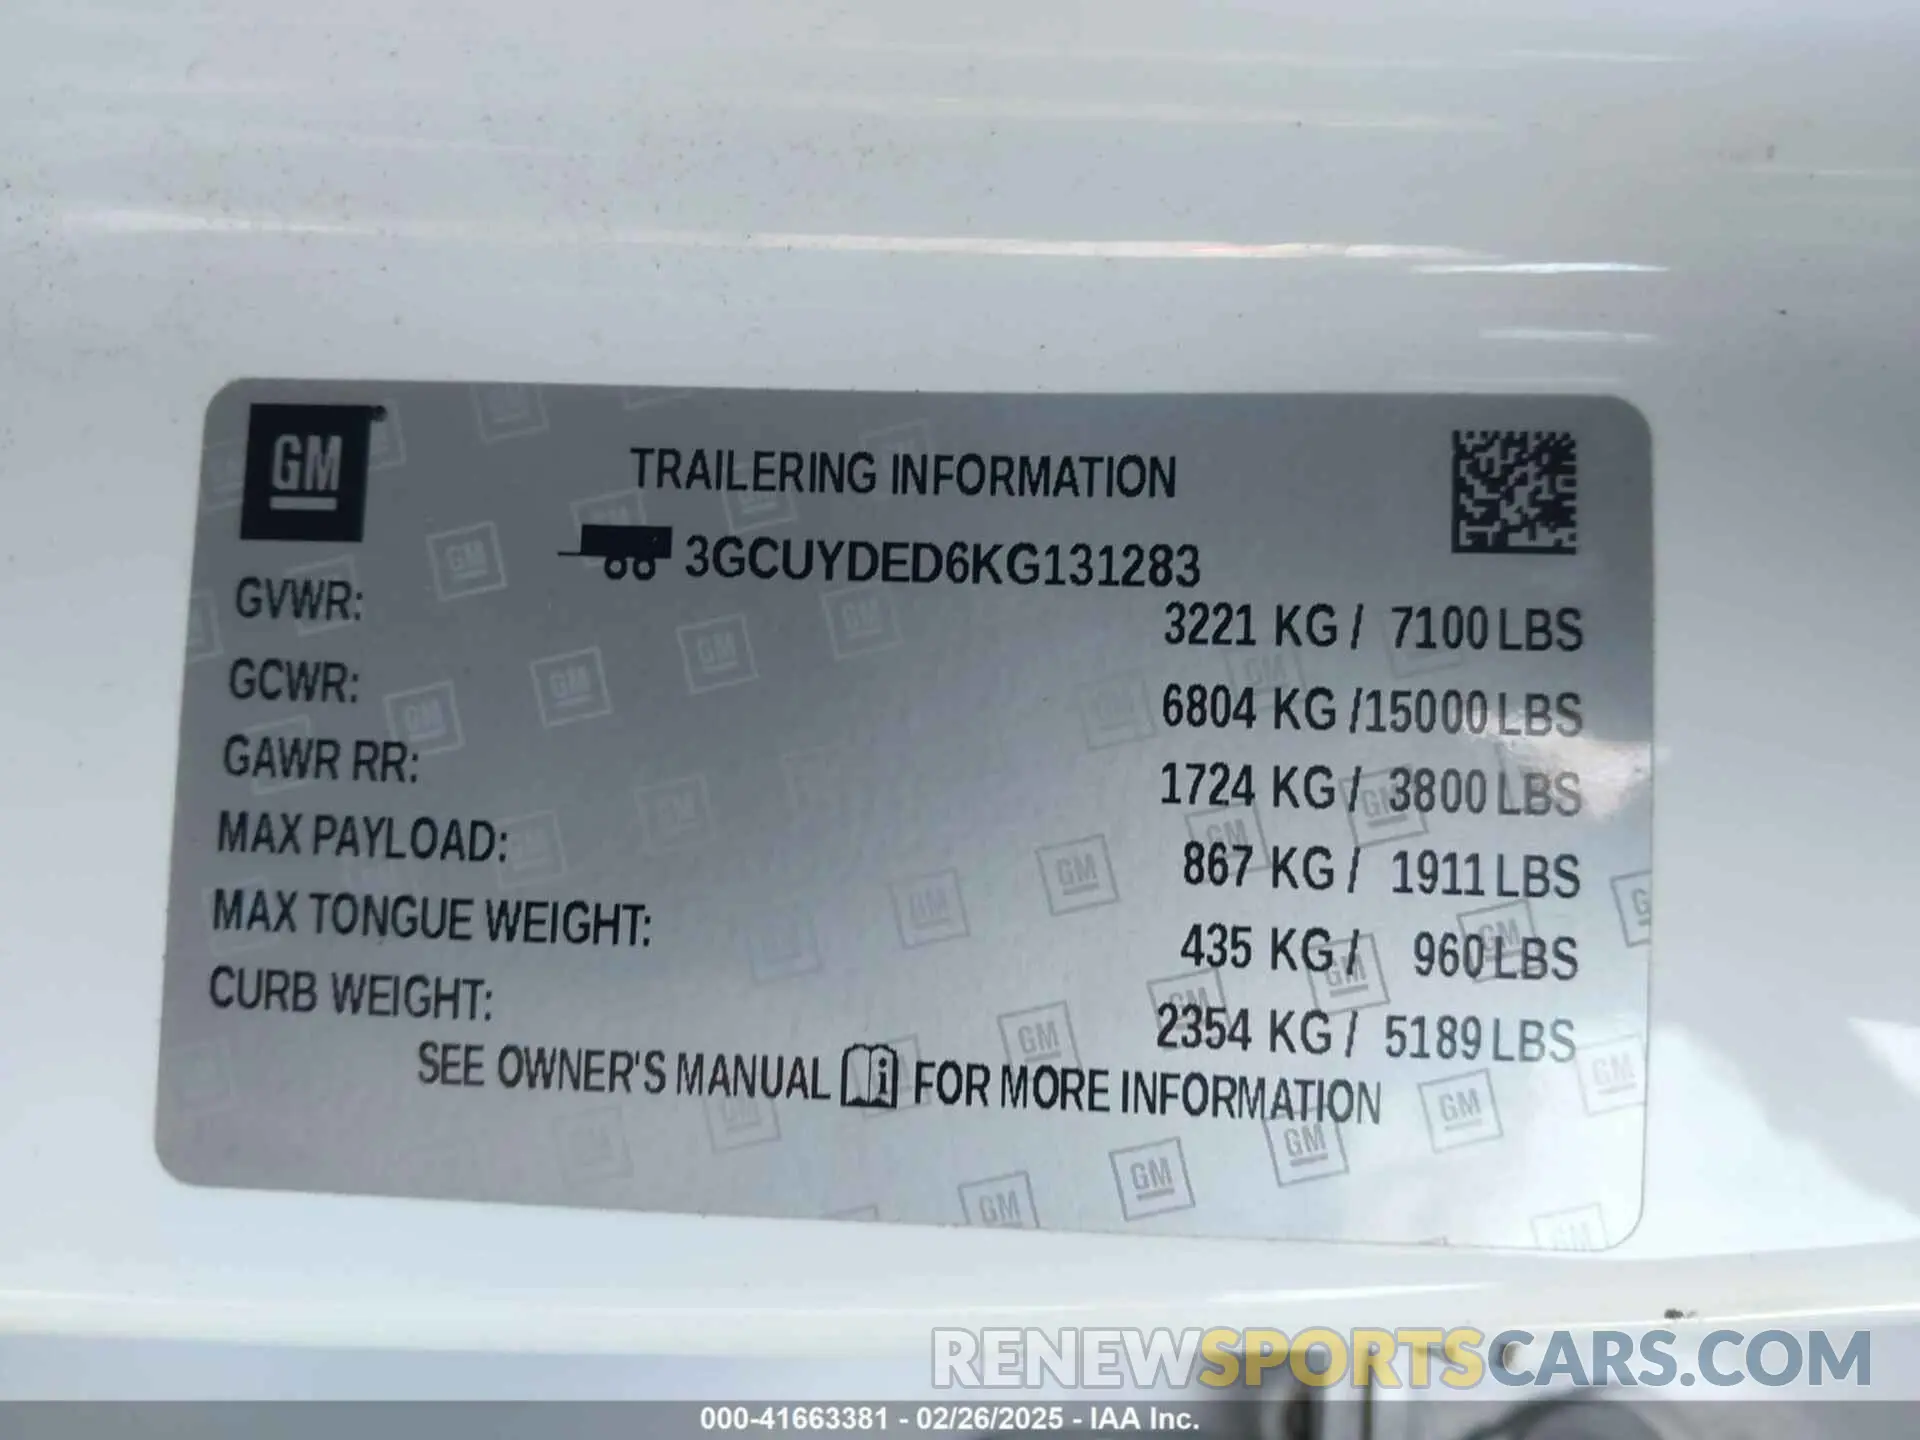 GM
TRAILERING INFORMATION
3GCUYDED6KG131283
GVWR: 3221 KG / 7100 LBS
GCWR: 6804 KG /15000 LBS
GAWR RR: 1724 KG / 3800 LBS
MAX PAYLOAD: 867 KG / 1911 LBS
MAX TONGUE WEIGHT: 435 KG / 960 LBS
CURB WEIGHT: 2354 KG / 5189 LBS
SEE OWNER'S MANUAL i FOR MORE INFORMATION
RENEWSPORTSCARS.COM
000-41663381 - 02/26/2025 - IAA Inc.